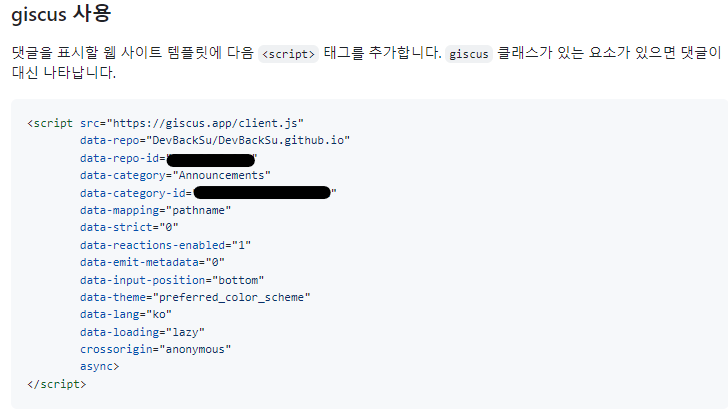 giscus 사용
댓글을 표시할 웹 사이트 템플릿에 다음 <script> 태그를 추가합니다. giscus 클래스가 있는 요소가 있으면 댓글이
대신 나타납니다.
<script src="https://giscus.app/client.js"
data-repo="DevBackSu/DevBackSu.github.io"
data-repo-id="
data-category="Announcements"
data-category-id="
data-mapping="pathname"
data-strict="0"
data-reactions-enabled="1"
data-emit-metadata="0"
data-input-position="bottom"
data-theme="preferred_color_scheme"
data-lang="ko"
data-loading="lazy"
crossorigin="anonymous"
async>
</script>